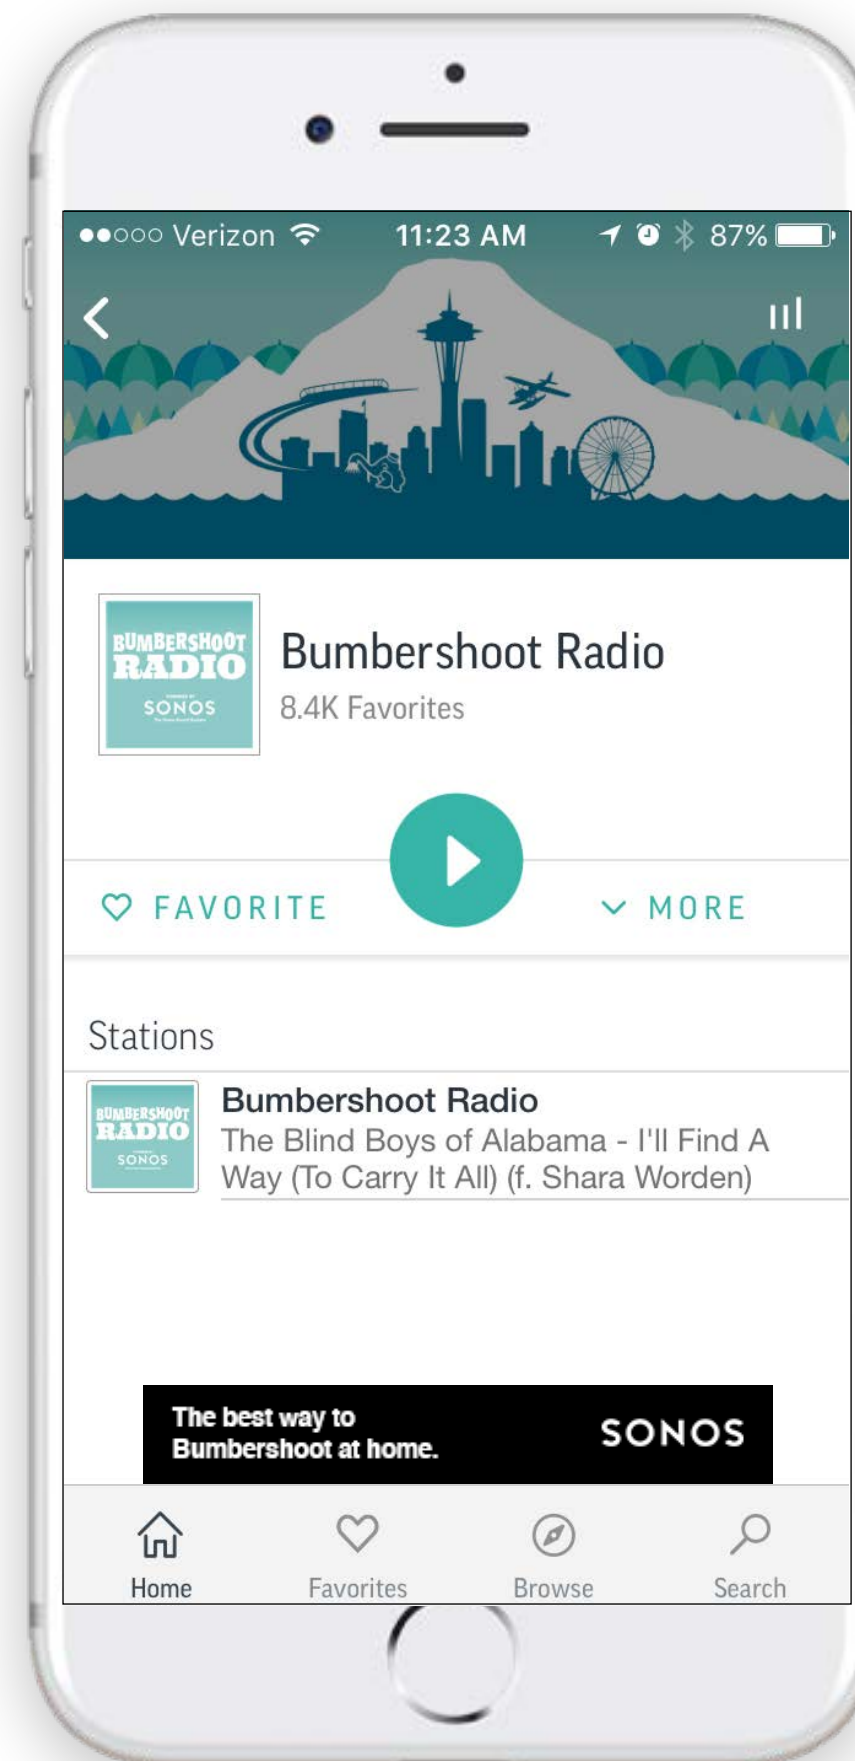 Verizon 11:23 AM 87%
BUMBERSHOOT
RADIO
SONOS
Bumbershoot Radio
8.4K Favorites
FAVORITE
MORE
Stations
BUMBERSHOOT
RADIO
SONOS
Bumbershoot Radio
The Blind Boys of Alabama - I'll Find A
Way (To Carry It All) (f. Shara Worden)
The best way to
Bumbershoot at home.
SONOS
Home Favorites Browse Search